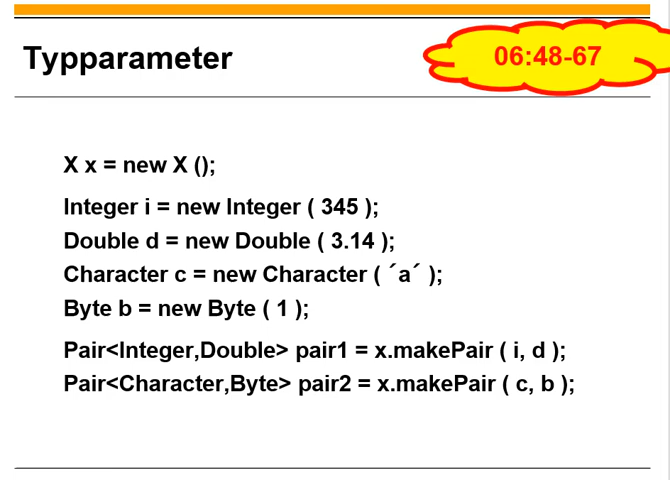 Typparameter
06:48-67
X x = new X ();
Integer i = new Integer ( 345 );
Double d = new Double ( 3.14 );
Character c = new Character ( ´a´ );
Byte b = new Byte ( 1 );
Pair<Integer,Double> pair1 = x.makePair ( i, d );
Pair<Character,Byte> pair2 = x.makePair ( c, b );